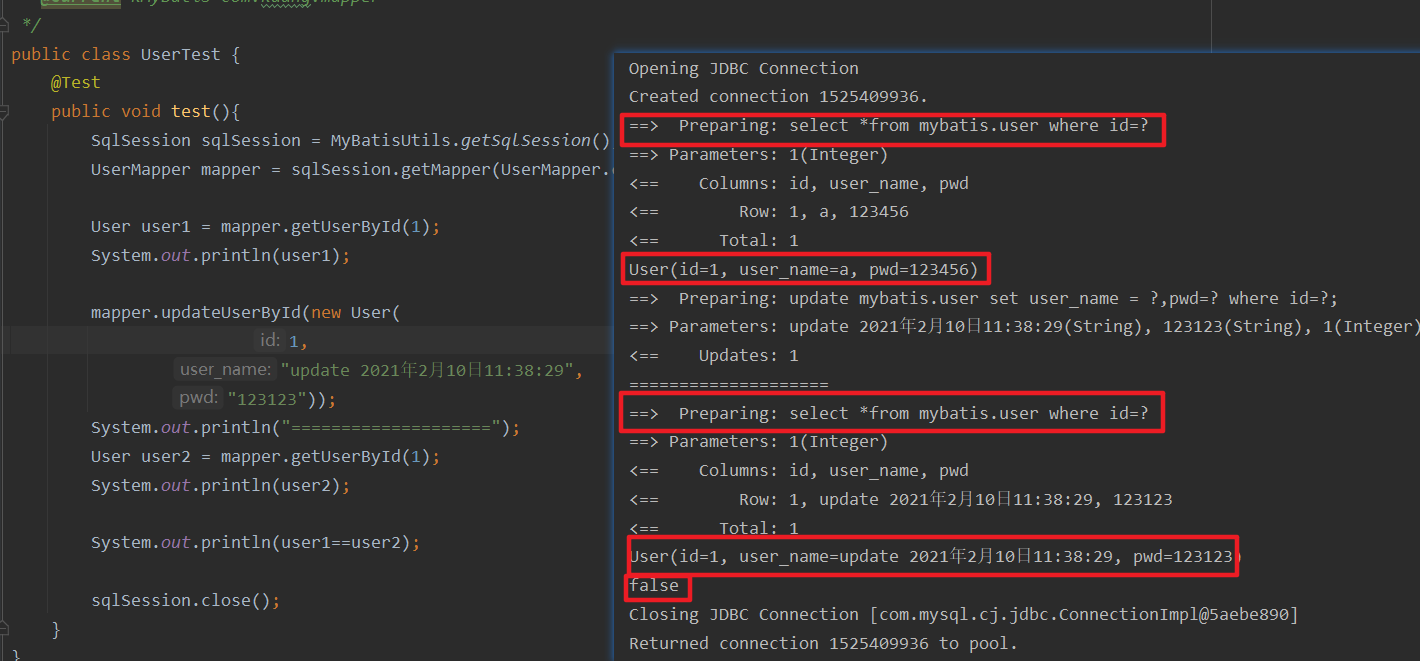 kMyBatis com.kuang.mapper
*/
public class UserTest {
@Test
public void test(){
SqlSession sqlSession = MyBatisUtils.getSqlSession()
UserMapper mapper = sqlSession.getMapper(UserMapper.
User user1 = mapper.getUserById(1);
System.out.println(user1);
mapper.updateUserById(new User(
id: 1,
user_name: "update 2021年2月10日11:38:29",
pwd: "123123"));
System.out.println("====================");
User user2 = mapper.getUserById(1);
System.out.println(user2);
System.out.println(user1==user2);
sqlSession.close();
}
}
Opening JDBC Connection
Created connection 1525409936.
==>  Preparing: select *from mybatis.user where id=?
==> Parameters: 1(Integer)
<==    Columns: id, user_name, pwd
<==        Row: 1, a, 123456
<==      Total: 1
User(id=1, user_name=a, pwd=123456)
==>  Preparing: update mybatis.user set user_name = ?,pwd=? where id=?;
==> Parameters: update 2021年2月10日11:38:29(String), 123123(String), 1(Integer)
<==    Updates: 1
====================
==>  Preparing: select *from mybatis.user where id=?
==> Parameters: 1(Integer)
<==    Columns: id, user_name, pwd
<==        Row: 1, update 2021年2月10日11:38:29, 123123
<==      Total: 1
User(id=1, user_name=update 2021年2月10日11:38:29, pwd=123123)
false
Closing JDBC Connection [com.mysql.cj.jdbc.ConnectionImpl@5aebe890]
Returned connection 1525409936 to pool.